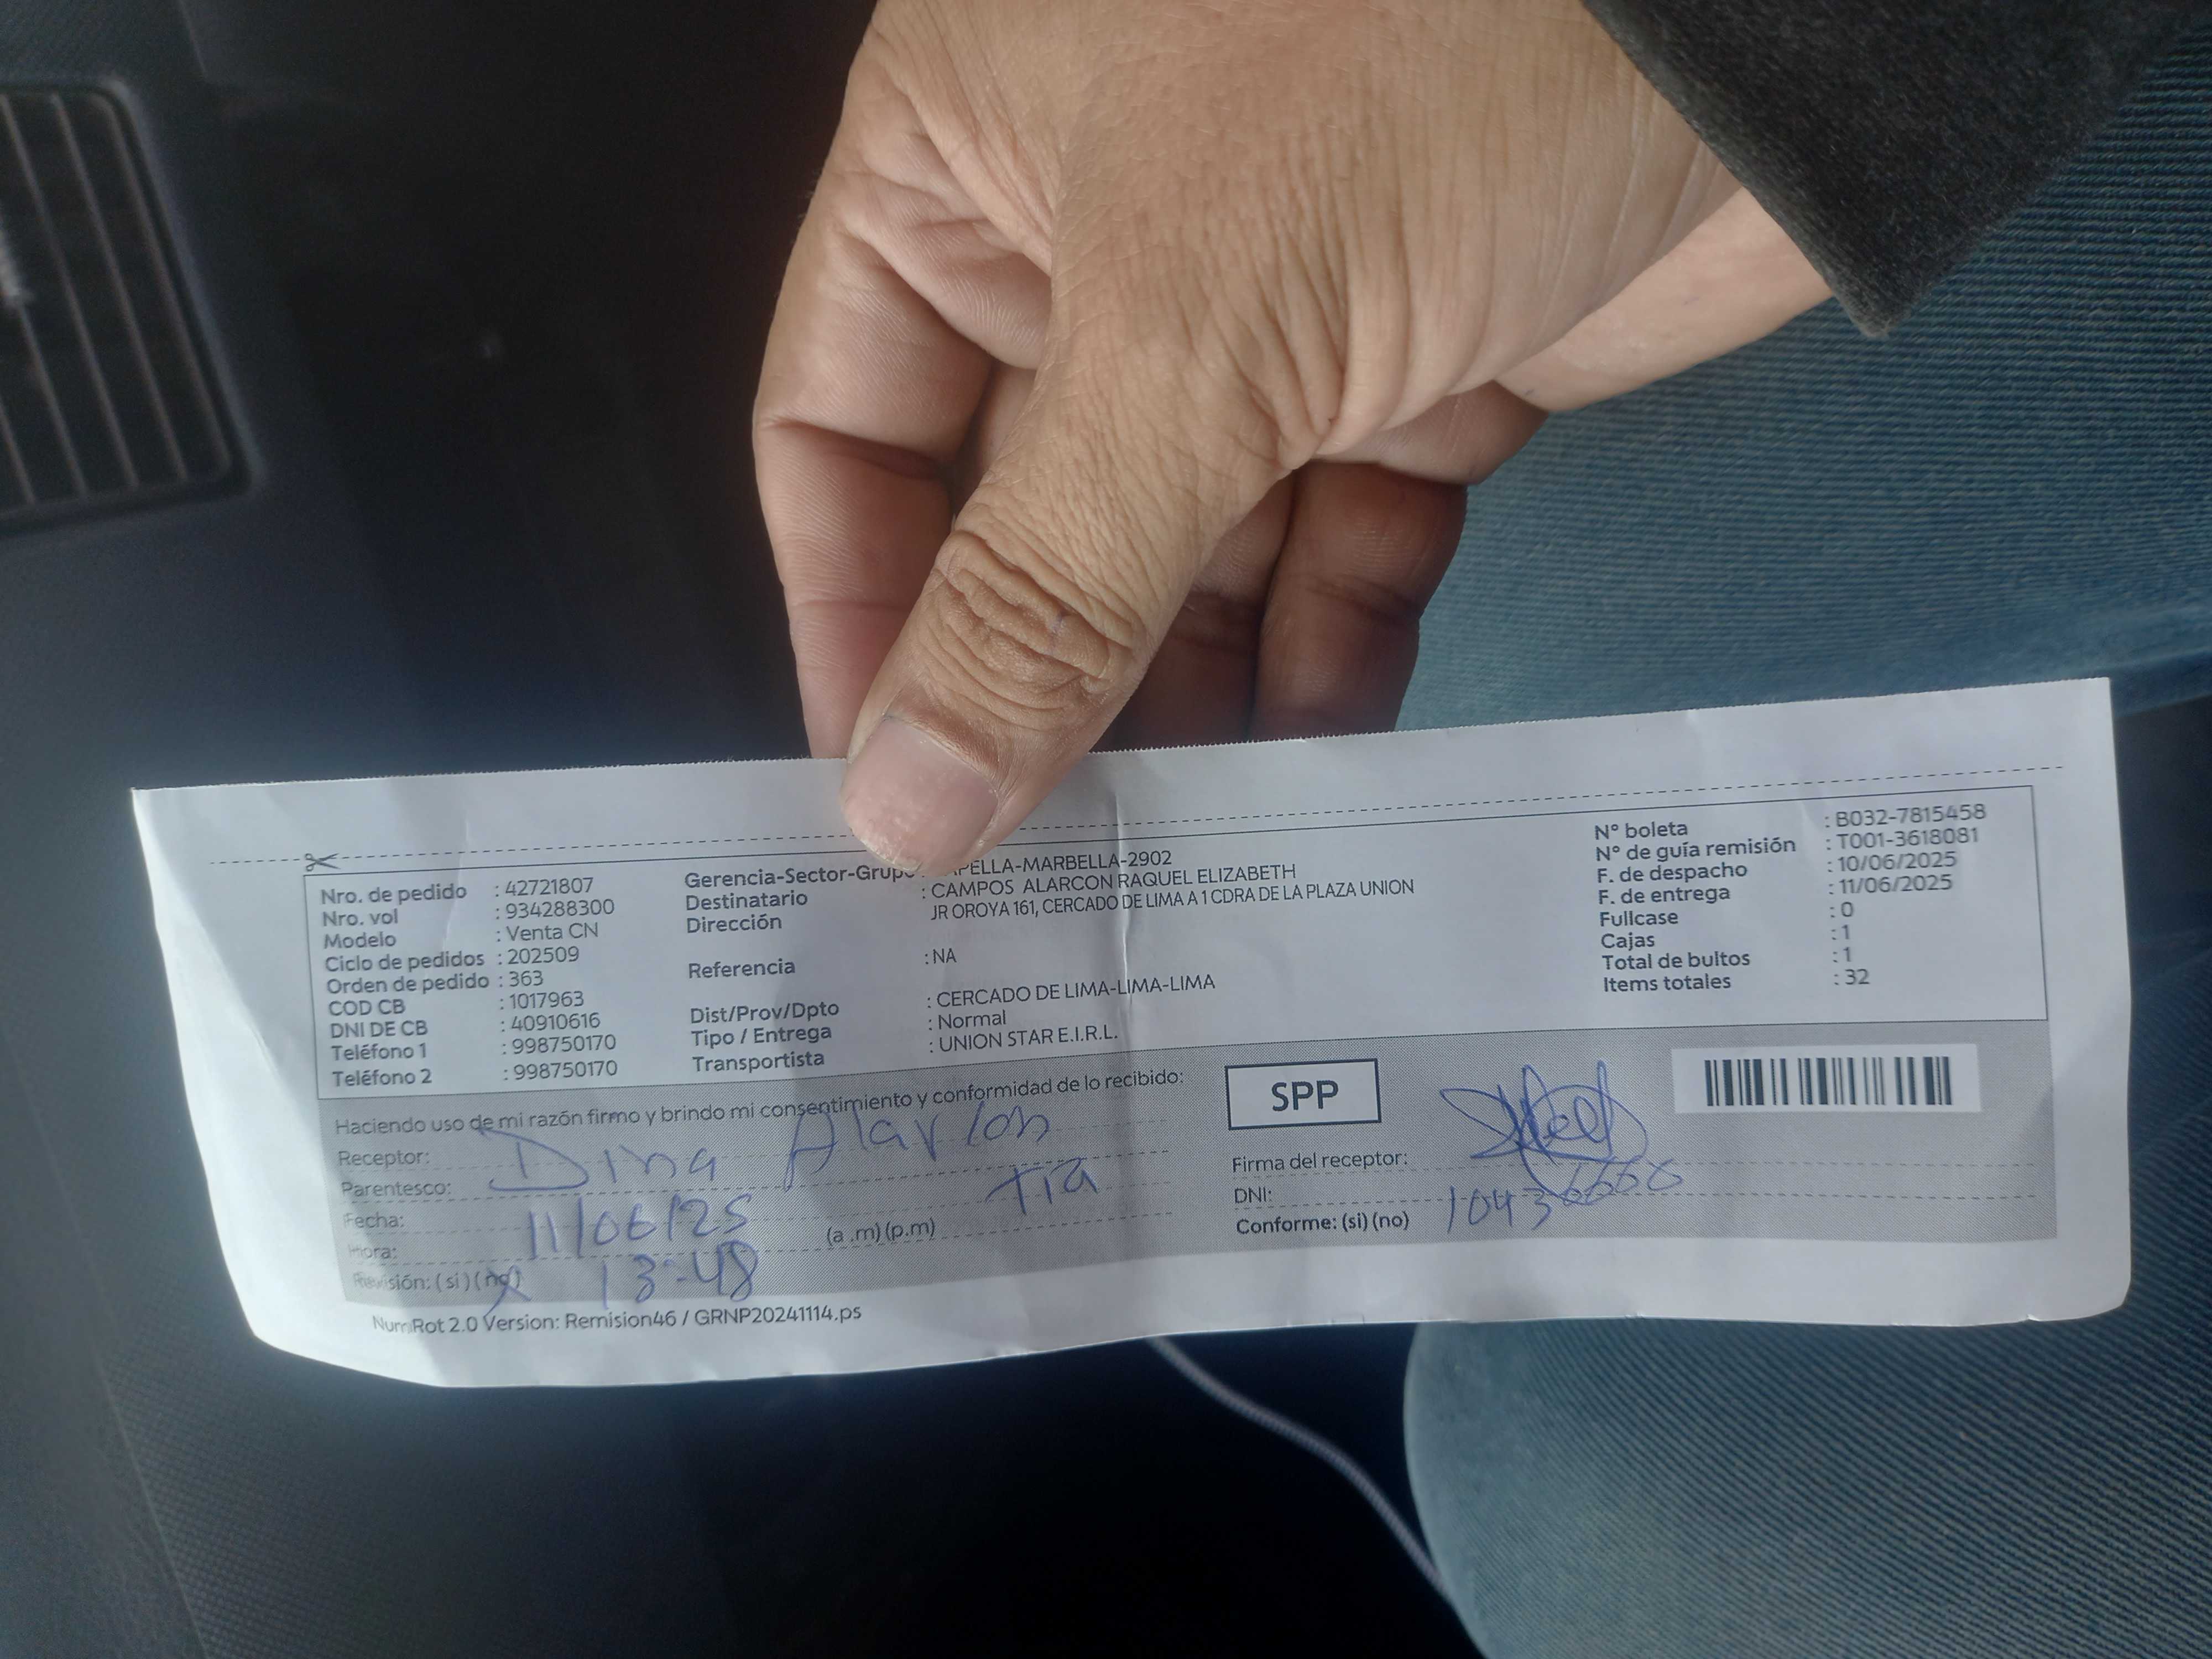 Nro. de pedido : 42721807
Nro. vol : 934288300
Modelo : Venta CN
Ciclo de pedidos : 202509
Orden de pedido : 363
COD CB : 1017963
DNI DE CB : 40910616
Teléfono 1 : 998750170
Teléfono 2 : 998750170
Gerencia-Sector-Grupo : PELLA-MARBELLA-2902
Destinatario : CAMPOS ALARCON RAQUEL ELIZABETH
Dirección JR OROYA 161, CERCADO DE LIMA A 1 CDRA DE LA PLAZA UNION
Referencia : NA
Dist/Prov/Dpto : CERCADO DE LIMA-LIMA-LIMA
Tipo / Entrega : Normal
Transportista : UNION STAR E.I.R.L.
N° boleta : B032-7815458
N° de guía remisión : T001-3618081
F. de despacho : 10/06/2025
F. de entrega : 11/06/2025
Fullcase : 0
Cajas : 1
Total de bultos : 1
Items totales : 32
Haciendo uso de mi razón firmo y brindo mi consentimiento y conformidad de lo recibido:
Receptor: Dina Alarcon
Parentesco: tia
Fecha: 11/06/25
Hora: 13:48 (a .m) (p.m)
Revisión: ( si ) ( no )
SPP
Firma del receptor:
DNI:
Conforme: (si) (no)
NumRot 2.0 Version: Remision46 / GRNP20241114.ps